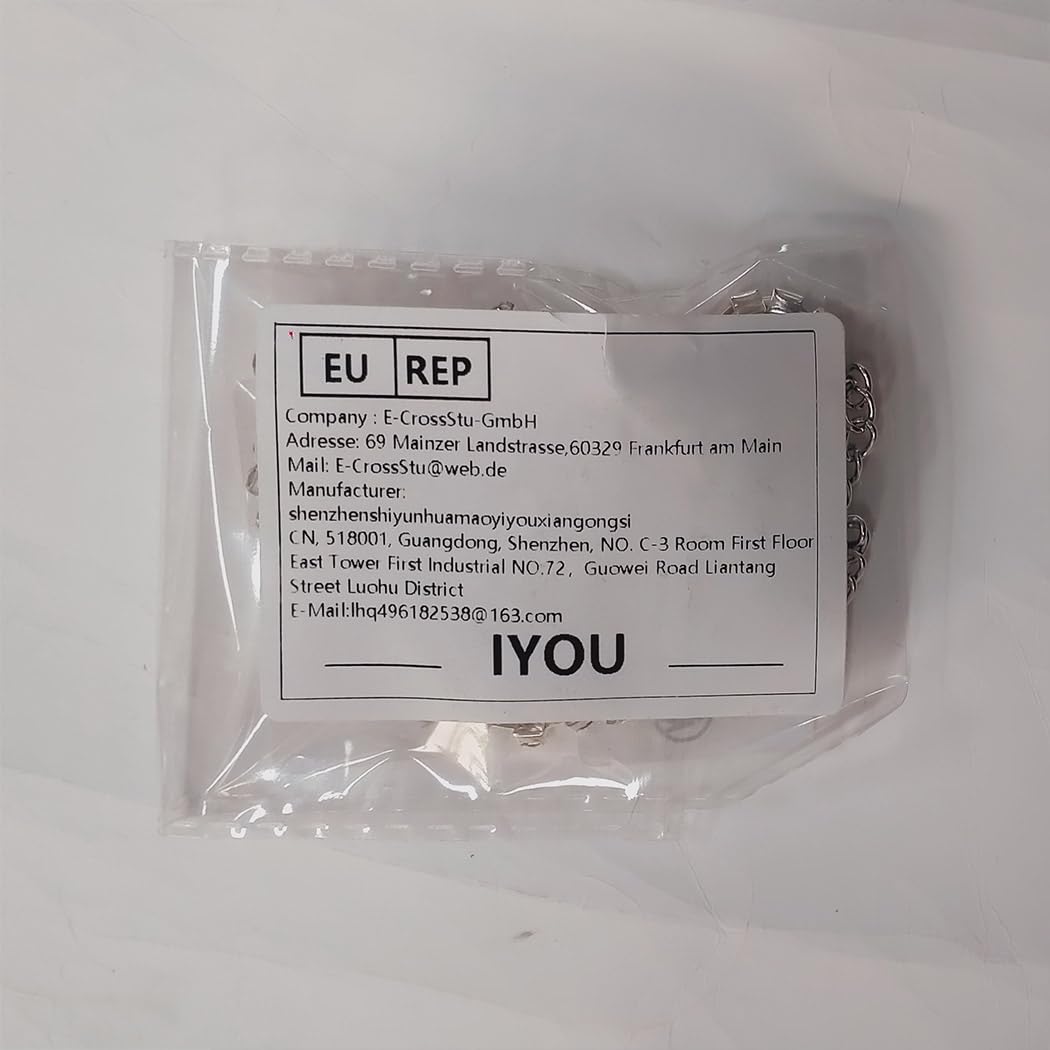 EU REP
Company : E-CrossStu-GmbH
Adresse: 69 Mainzer Landstrasse,60329 Frankfurt am Main
Mail: E-CrossStu@web.de
Manufacturer:
shenzhenshiyunhuamaoyiyouxiangongsi
CN, 518001, Guangdong, Shenzhen, NO. C-3 Room First Floor
East Tower First Industrial NO.72, Guowei Road Liantang
Street Luohu District
E-Mail:lhq496182538@163.com
IYOU